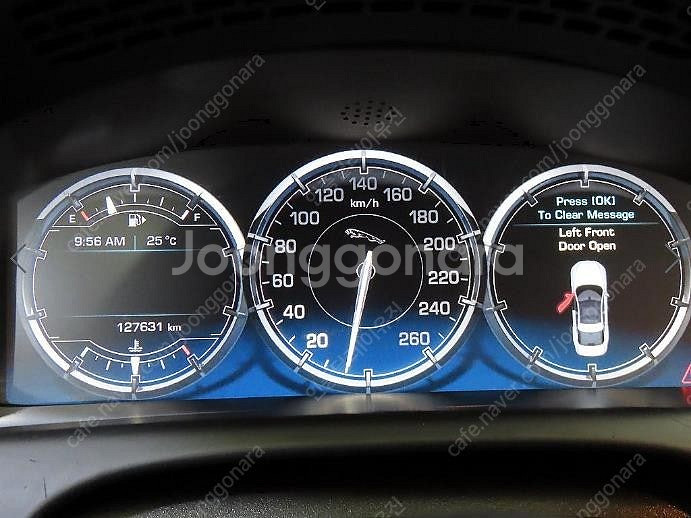 E
F
9:56 AM
25°c
127631 km
20
40
60
80
100
120
140
160
180
200
220
240
260
km/h
Press [OK]
To Clear Message
Left Front
Door Open
Joonggonara
cafe.naver.com/joonggonara